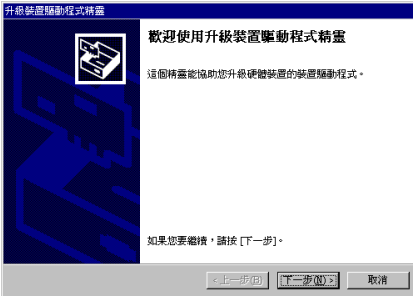 升級裝置驅動程式精靈
歡迎使用升級裝置驅動程式精靈
這個精靈能協助您升級硬體裝置的裝置驅動程式。
如果您要繼續，請按 [下一步]。
< 上一步(B)
下一步(N) >
取消